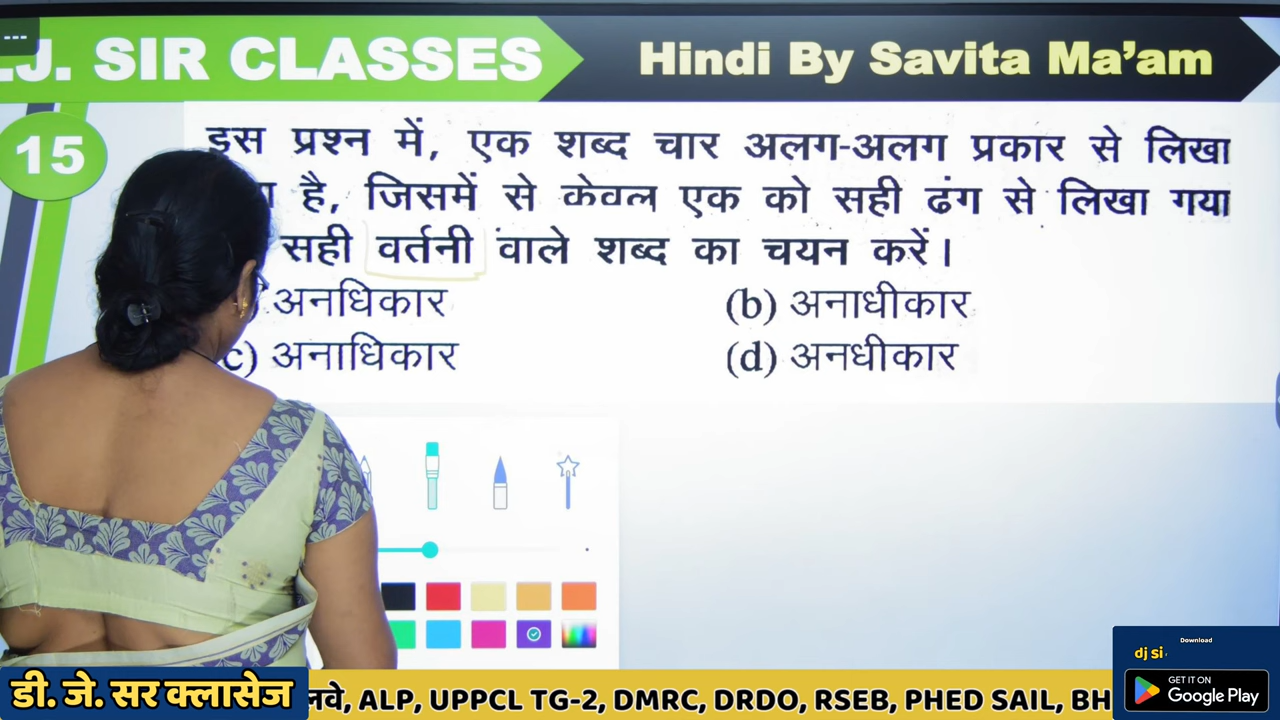 ...
J. SIR CLASSES
Hindi By Savita Ma’am
15
इस प्रश्न में, एक शब्द चार अलग-अलग प्रकार से लिखा
है, जिसमें से केवल एक को सही ढंग से लिखा गया
सही वर्तनी वाले शब्द का चयन करें।
अनधिकार (b) अनाधीकार
c) अनाधिकार (d) अनधीकार
डी. जे. सर क्लासेज
लवे, ALP, UPPCL TG-2, DMRC, DRDO, RSEB, PHED SAIL, BH
Download
dj si
GET IT ON
Google Play